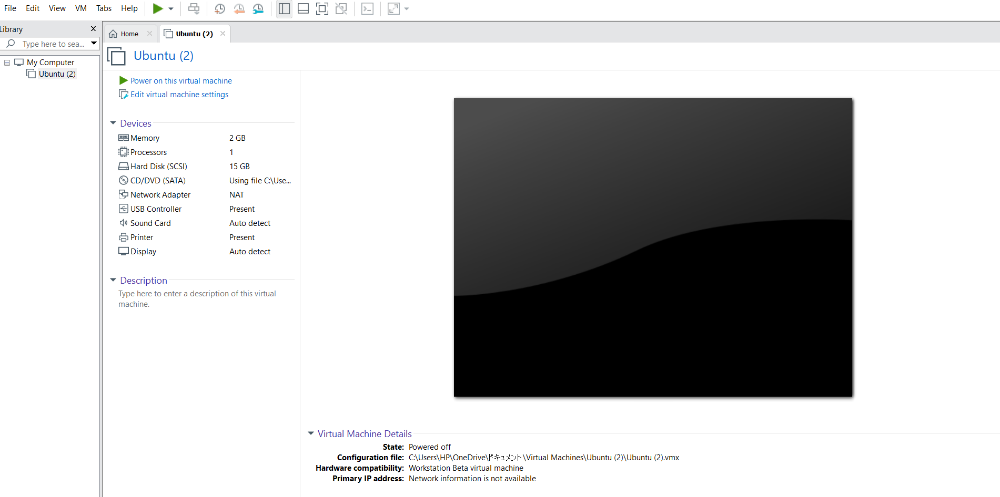 File Edit View VM Tabs Help
Library
Type here to sea...
My Computer
Ubuntu (2)
Home
Ubuntu (2)
Ubuntu (2)
Power on this virtual machine
Edit virtual machine settings
Devices
Memory 2 GB
Processors 1
Hard Disk (SCSI) 15 GB
CD/DVD (SATA) Using file C:\Use...
Network Adapter NAT
USB Controller Present
Sound Card Auto detect
Printer Present
Display Auto detect
Description
Type here to enter a description of this virtual
machine.
Virtual Machine Details
State: Powered off
Configuration file: C:\Users\HP\OneDrive\ドキュメント\Virtual Machines\Ubuntu (2)\Ubuntu (2).vmx
Hardware compatibility: Workstation Beta virtual machine
Primary IP address: Network information is not available